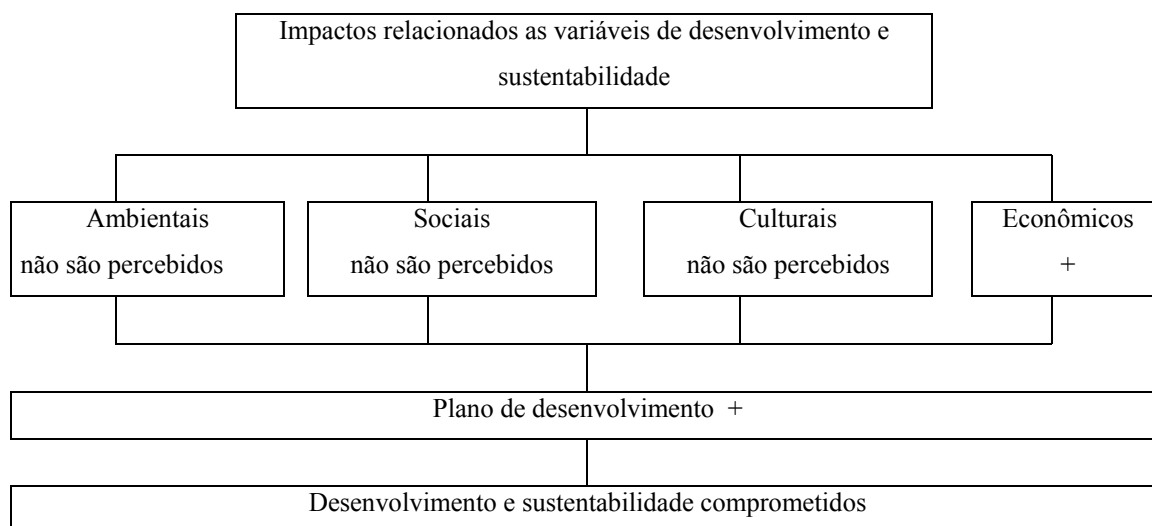 Impactos relacionados as variáveis de desenvolvimento e
sustentabilidade
Ambientais
não são percebidos
Sociais
não são percebidos
Culturais
não são percebidos
Econômicos
+
Plano de desenvolvimento +
Desenvolvimento e sustentabilidade comprometidos